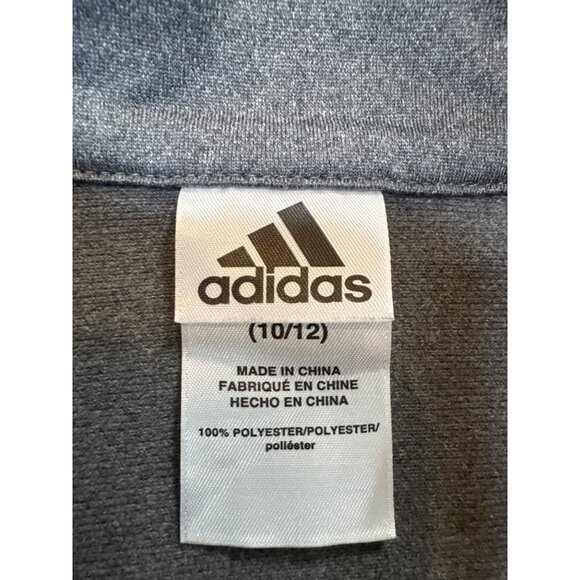 adidas
(10/12)
MADE IN CHINA
FABRIQUÉ EN CHINE
HECHO EN CHINA
100% POLYESTER/POLYESTER/
poliéster